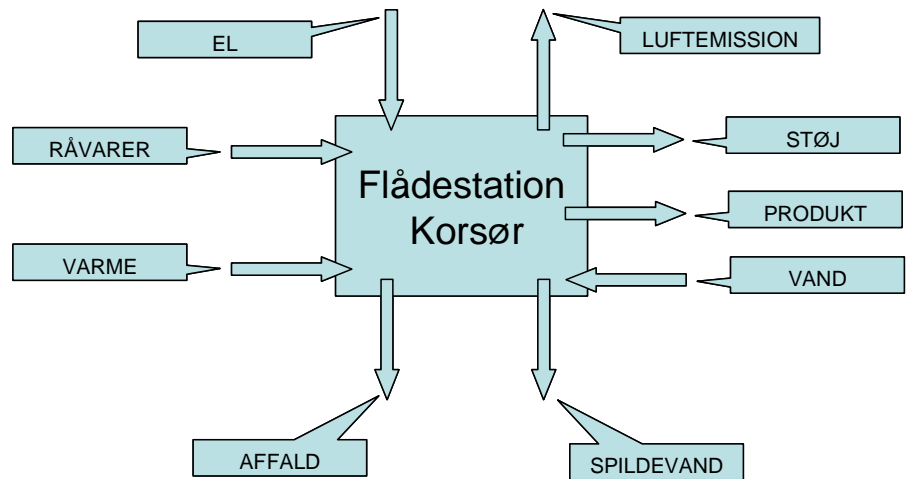 EL
LUFTEMISSION
RÅVARER
STØJ
Flådestation
Korsør
PRODUKT
VARME
VAND
AFFALD
SPILDEVAND